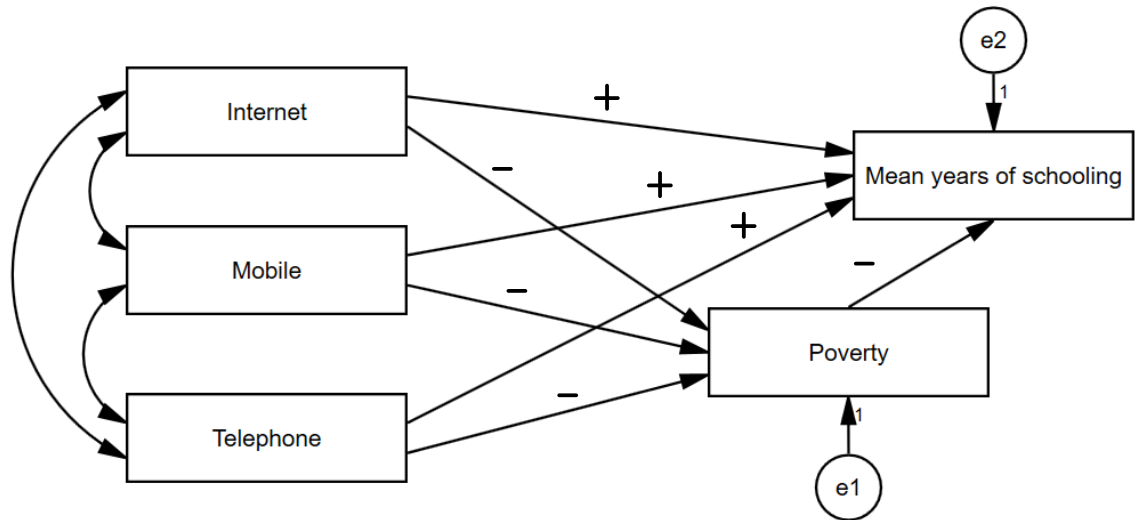 e2
1
Internet
+
Mean years of schooling
−
+
+
Mobile
−
−
Poverty
−
1
Telephone
e1